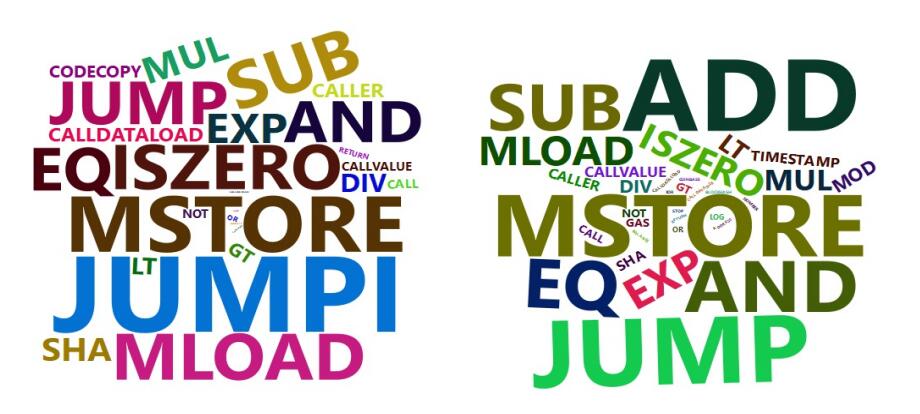 CODECOPY
MUL
SUB
JUMP
CALLER
CALLDATALOAD
EXP
AND
EQ
ISZERO
RETURN
CALLVALUE
DIV
CALL
MSTORE
NOT
OR
LT
GT
JUMPI
SHA
MLOAD
SUB
ADD
MLOAD
ISZERO
LT
TIMESTAMP
CALLER
CALLVALUE
DIV
GT
MUL
MOD
MSTORE
NOT
GAS
STOP
OR
LOG
CALL
SHA
EQ
EXP
AND
JUMP